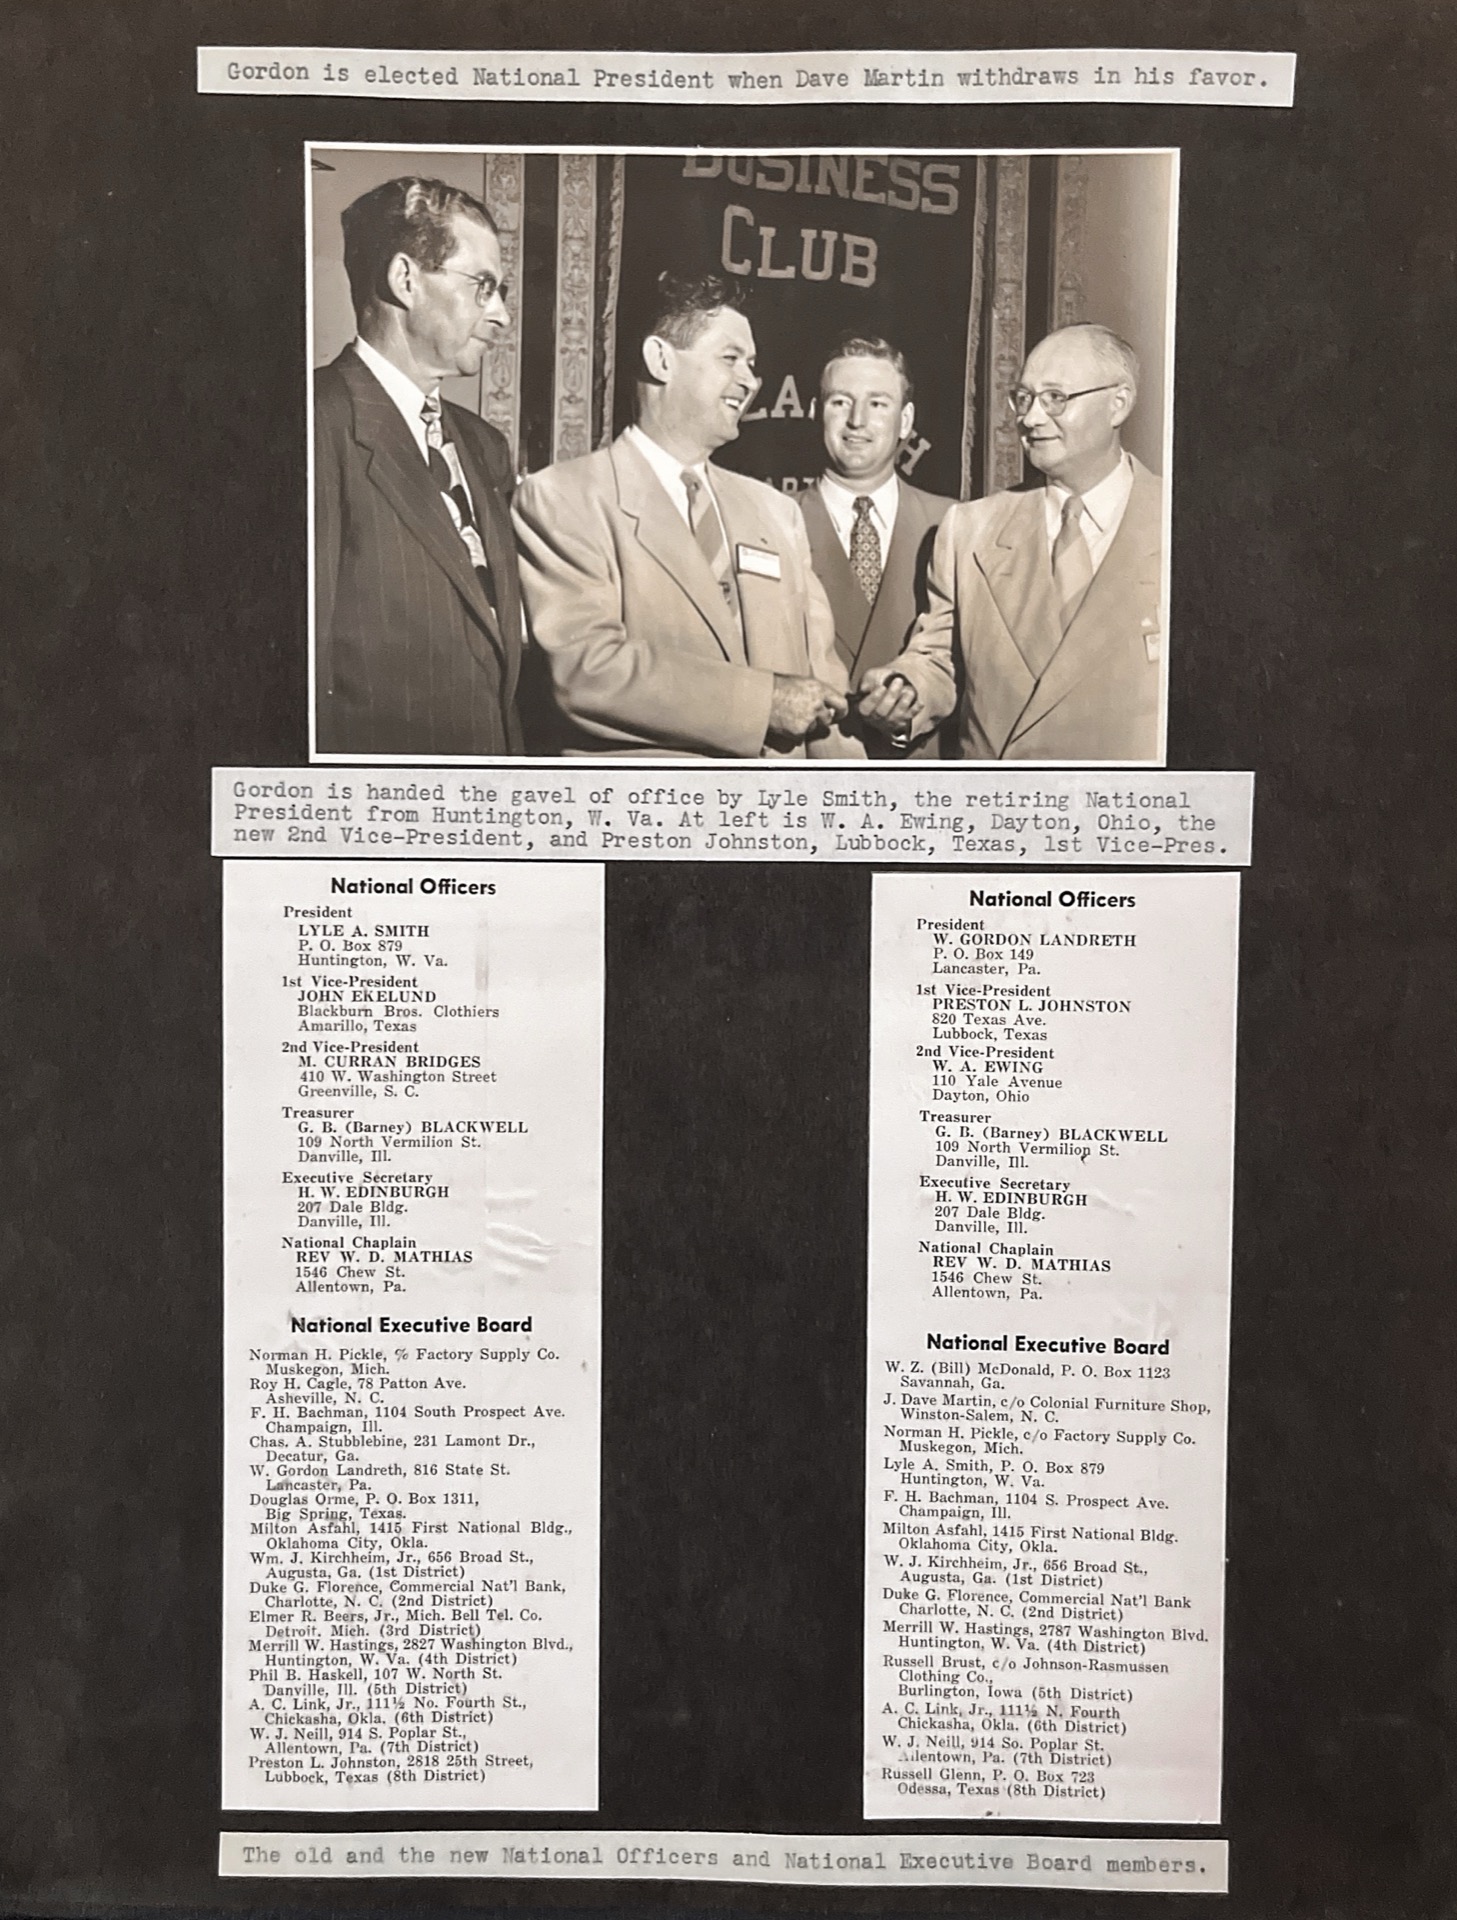 Gordon is elected National President when Dave Martin withdraws in his favor.
BUSINESS
CLUB
Gordon is handed the gavel of office by Lyle Smith, the retiring National
President from Huntington, W. Va. At left is W. A. Ewing, Dayton, Ohio, the
new 2nd Vice-President, and Preston Johnston, Lubbock, Texas, 1st Vice-Pres.
National Officers
President
LYLE A. SMITH
P. O. Box 879
Huntington, W. Va.
1st Vice-President
JOHN EKELUND
Blackburn Bros. Clothiers
Amarillo, Texas
2nd Vice-President
M. CURRAN BRIDGES
410 W. Washington Street
Greenville, S. C.
Treasurer
G. B. (Barney) BLACKWELL
109 North Vermilion St.
Danville, Ill.
Executive Secretary
H. W. EDINBURGH
207 Dale Bldg.
Danville, Ill.
National Chaplain
REV W. D. MATHIAS
1546 Chew St.
Allentown, Pa.
National Executive Board
Norman H. Pickle, % Factory Supply Co.
Muskegon, Mich.
Roy H. Cagle, 78 Patton Ave.
Asheville, N. C.
F. H. Bachman, 1104 South Prospect Ave.
Champaign, Ill.
Chas. A. Stubblebine, 231 Lamont Dr.,
Decatur, Ga.
W. Gordon Landreth, 816 State St.
Lancaster, Pa.
Douglas Orme, P. O. Box 1311,
Big Spring, Texas.
Milton Asfahl, 1415 First National Bldg.,
Oklahoma City, Okla.
Wm. J. Kirchheim, Jr., 656 Broad St.,
Augusta, Ga. (1st District)
Duke G. Florence, Commercial Nat'l Bank,
Charlotte, N. C. (2nd District)
Elmer R. Beers, Jr., Mich. Bell Tel. Co.
Detroit. Mich. (3rd District)
Merrill W. Hastings, 2827 Washington Blvd.,
Huntington, W. Va. (4th District)
Phil B. Haskell, 107 W. North St.
Danville, Ill. (5th District)
A. C. Link, Jr., 111½ No. Fourth St.,
Chickasha, Okla. (6th District)
W. J. Neill, 914 S. Poplar St.,
Allentown, Pa. (7th District)
Preston L. Johnston, 2818 25th Street,
Lubbock, Texas (8th District)
National Officers
President
W. GORDON LANDRETH
P. O. Box 149
Lancaster, Pa.
1st Vice-President
PRESTON L. JOHNSTON
820 Texas Ave.
Lubbock, Texas
2nd Vice-President
W. A. EWING
110 Yale Avenue
Dayton, Ohio
Treasurer
G. B. (Barney) BLACKWELL
109 North Vermilion St.
Danville, Ill.
Executive Secretary
H. W. EDINBURGH
207 Dale Bldg.
Danville, Ill.
National Chaplain
REV W. D. MATHIAS
1546 Chew St.
Allentown, Pa.
National Executive Board
W. Z. (Bill) McDonald, P. O. Box 1123
Savannah, Ga.
J. Dave Martin, c/o Colonial Furniture Shop,
Winston-Salem, N. C.
Norman H. Pickle, c/o Factory Supply Co.
Muskegon, Mich.
Lyle A. Smith, P. O. Box 879
Huntington, W. Va.
F. H. Bachman, 1104 S. Prospect Ave.
Champaign, Ill.
Milton Asfahl, 1415 First National Bldg.
Oklahoma City, Okla.
W. J. Kirchheim, Jr., 656 Broad St.,
Augusta, Ga. (1st District)
Duke G. Florence, Commercial Nat'l Bank
Charlotte, N. C. (2nd District)
Merrill W. Hastings, 2787 Washington Blvd.
Huntington, W. Va. (4th District)
Russell Brust, c/o Johnson-Rasmussen
Clothing Co.,
Burlington, Iowa (5th District)
A. C. Link, Jr., 111½ N. Fourth
Chickasha, Okla. (6th District)
W. J. Neill, 914 So. Poplar St.
Allentown, Pa. (7th District)
Russell Glenn, P. O. Box 723
Odessa, Texas (8th District)
The old and the new National Officers and National Executive Board members.